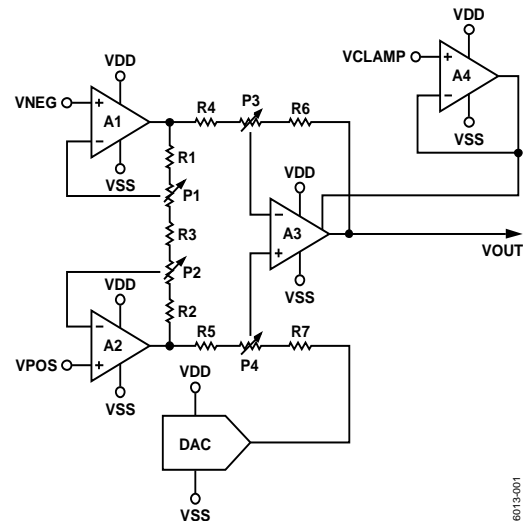 VDD
VCLAMP
+
A4
−
VSS
VDD
VNEG
+
A1
−
VSS
R4
P3
R6
R1
P1
R3
P2
R2
VDD
−
A3
+
VSS
VOUT
VDD
−
A2
+
VPOS
VSS
R5
P4
R7
VDD
DAC
VSS
6013-001